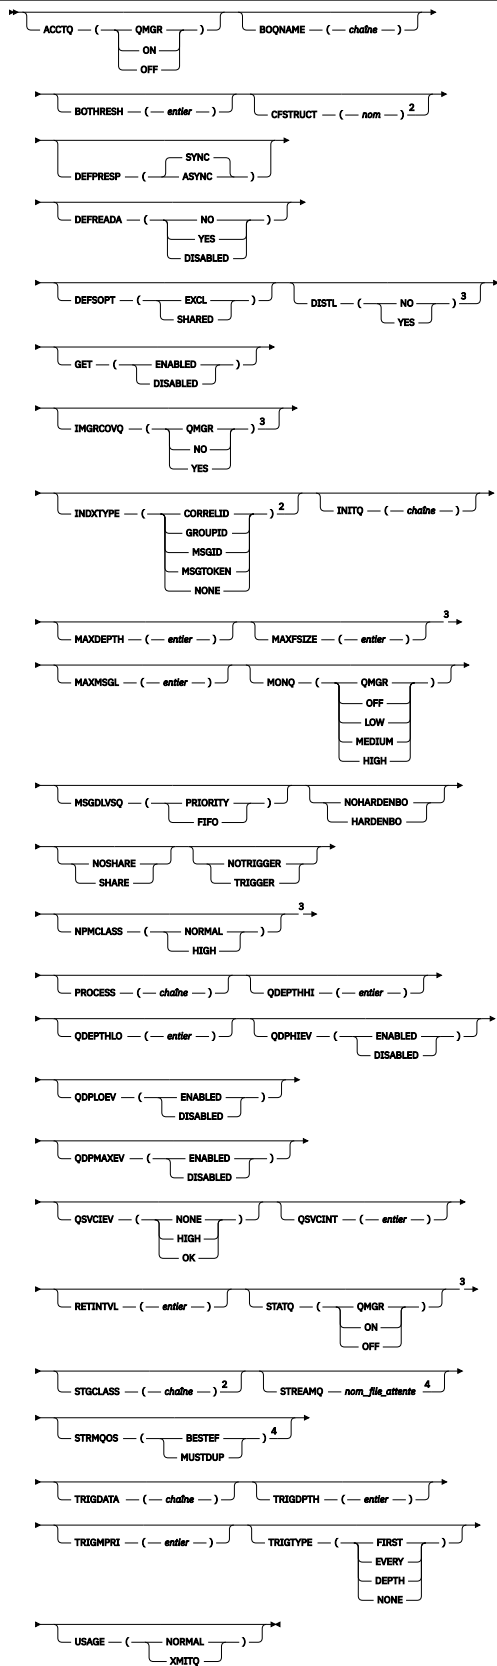 ACCTQ ( QMGR ) BOQNAME ( chaîne )
ON
OFF
BOTHRESH ( entier ) CFSTRUCT ( nom ) 2
SYNC
DEFPRESP ( ASYNC )
DEFREADA ( NO )
YES
DISABLED
DEFSOPT ( EXCL ) DISTL ( NO ) 3
SHARED YES
GET ( ENABLED )
DISABLED
IMGRCOVQ ( QMGR ) 3
NO
YES
INDXTYPE ( CORRELID ) 2 INITQ ( chaîne )
GROUPID
MSGID
MSGTOKEN
NONE
MAXDEPTH ( entier ) MAXFSIZE ( entier ) 3
MAXMSGL ( entier ) MONQ ( QMGR )
OFF
LOW
MEDIUM
HIGH
MSGDLVSQ ( PRIORITY ) NOHARDENBO
FIFO HARDENBO
NOSHARE NOTRIGGER
SHARE TRIGGER
NPMCLASS ( NORMAL ) 3
HIGH
PROCESS ( chaîne ) QDEPTHHI ( entier )
QDEPTHLO ( entier ) QDPHIEV ( ENABLED )
DISABLED
QDPLOEV ( ENABLED )
DISABLED
QDPMAXEV ( ENABLED )
DISABLED
QSVCIEV ( NONE ) QSVCINT ( entier )
HIGH
OK
RETINTVL ( entier ) STATQ ( QMGR ) 3
ON
OFF
STGCLASS ( chaîne ) 2 STREAMQ nom_file_attente 4
STRMQOS ( BESTEF ) 4
MUSTDUP
TRIGDATA ( chaîne ) TRIGDPTH ( entier )
TRIGMPRI ( entier ) TRIGTYPE ( FIRST )
EVERY
DEPTH
NONE
USAGE ( NORMAL )
XMITQ